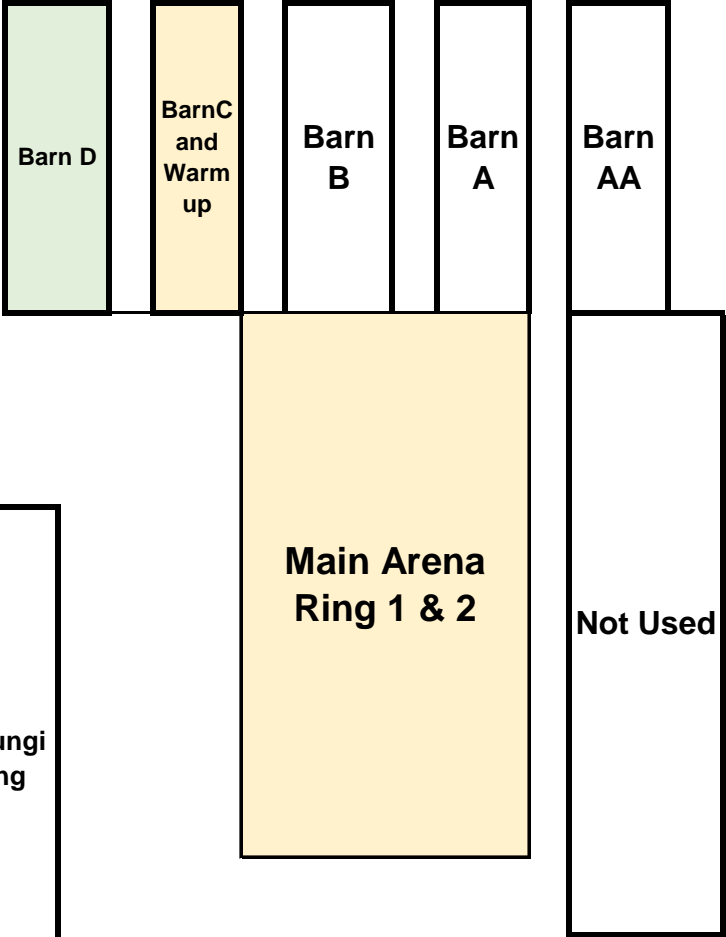 Barn D
BarnC
and
Warm
up
Barn
B
Barn
A
Barn
AA
Main Arena
Ring 1 & 2
Not Used